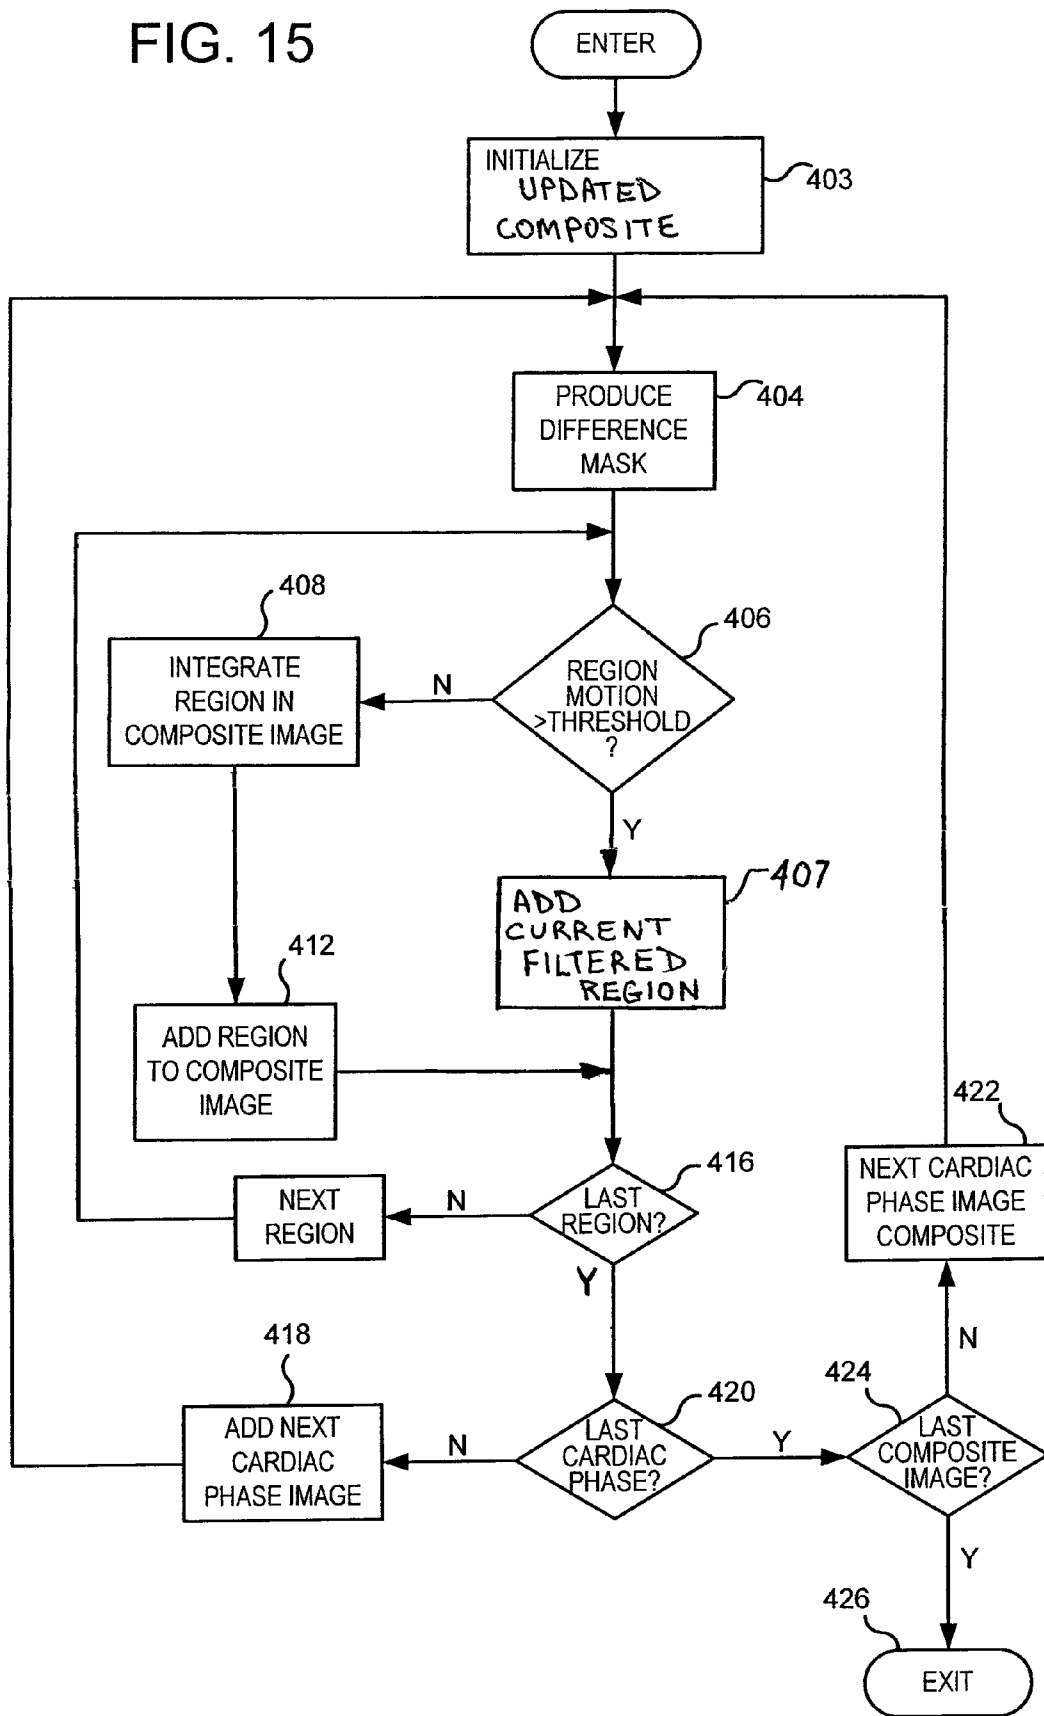 FIG. 15
ENTER
INITIALIZE
UPDATED
COMPOSITE
403
PRODUCE
DIFFERENCE
MASK
404
408
INTEGRATE
REGION IN
COMPOSITE IMAGE
N
406
REGION
MOTION
>THRESHOLD
?
Y
407
ADD
CURRENT
FILTERED
REGION
412
ADD REGION
TO COMPOSITE
IMAGE
422
NEXT CARDIAC
PHASE IMAGE
COMPOSITE
416
LAST
REGION?
N
NEXT
REGION
Y
418
ADD NEXT
CARDIAC
PHASE IMAGE
N
420
LAST
CARDIAC
PHASE?
Y
N
424
LAST
COMPOSITE
IMAGE?
Y
426
EXIT